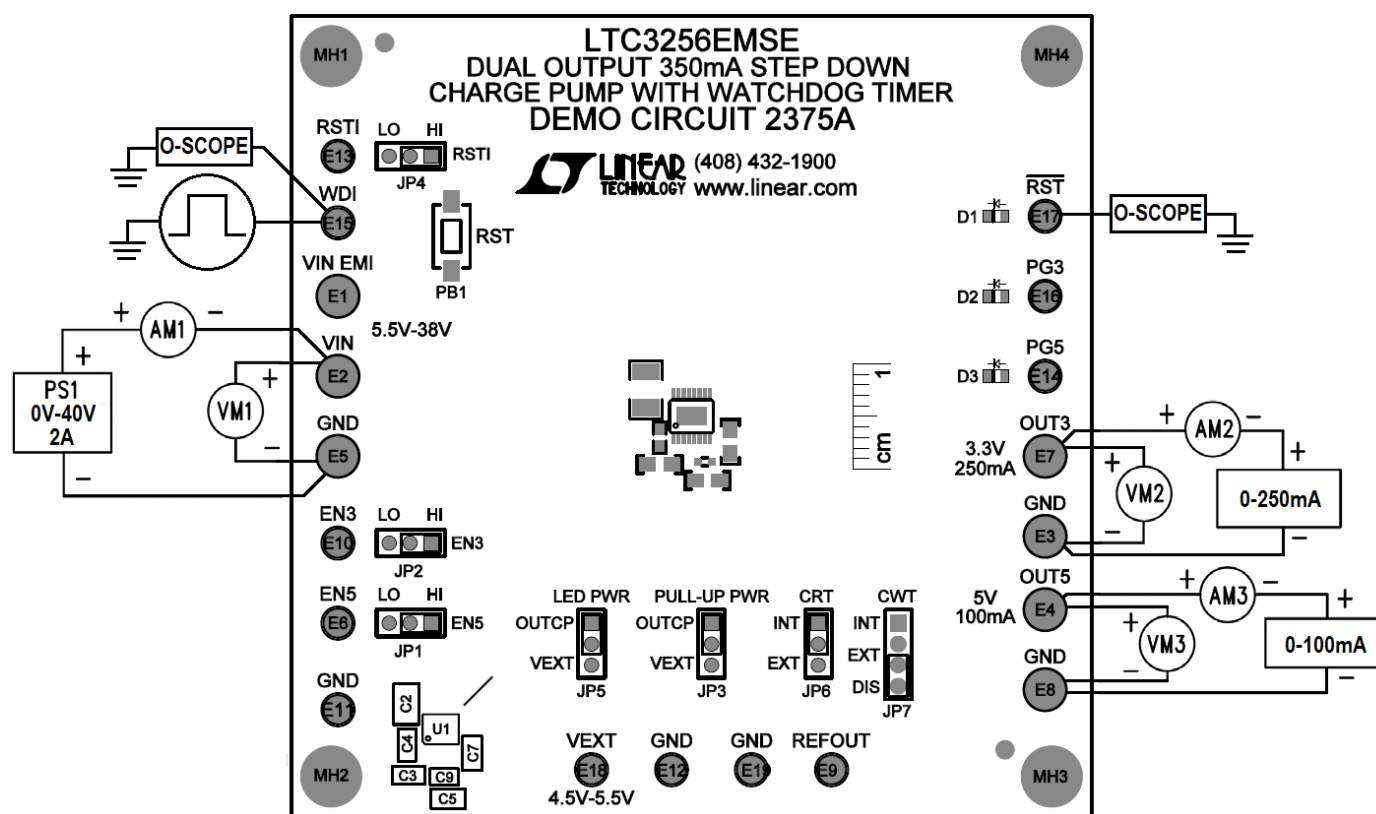 MH1
MH4
LTC3256EMSE
DUAL OUTPUT 350mA STEP DOWN
CHARGE PUMP WITH WATCHDOG TIMER
DEMO CIRCUIT 2375A
LINEAR TECHNOLOGY
(408) 432-1900
www.linear.com
RSTI
E13
LO HI
RSTI
JP4
O-SCOPE
WDI
E15
RST
PB1
VIN EMI
E1
5.5V-38V
+ AM1 -
VIN
E2
+
PS1
0V-40V
2A
-
+
VM1
-
GND
E5
EN3
E10
LO HI
EN3
JP2
EN5
E6
LO HI
EN5
JP1
GND
E11
C2
C4
U1
C7
C3
C9
C5
MH2
1
cm
RST
D1
E17
O-SCOPE
PG3
D2
E16
PG5
D3
E14
OUT3
3.3V
250mA
E7
+ AM2 -
+
VM2
-
+
0-250mA
-
GND
E3
OUT5
5V
100mA
E4
+ AM3 -
+
VM3
-
+
0-100mA
-
GND
E8
LED PWR
OUTCP
VEXT
JP5
PULL-UP PWR
OUTCP
VEXT
JP3
CRT
INT
EXT
JP6
CWT
INT
EXT
DIS
JP7
VEXT
E18
4.5V-5.5V
GND
E12
GND
E19
REFOUT
E9
MH3